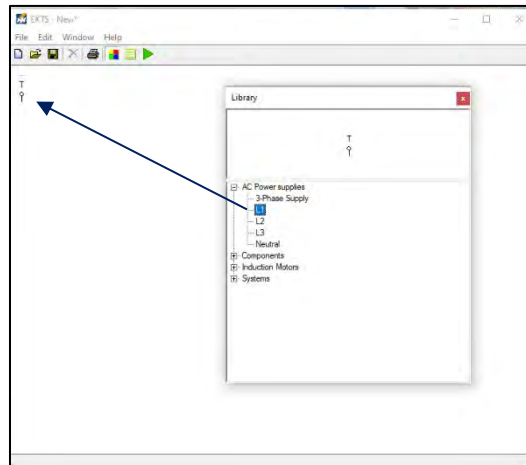 EKTS - New*
File Edit Window Help
T
Library
T
AC Power supplies
3-Phase Supply
L1
L2
L3
Neutral
Components
Induction Motors
Systems